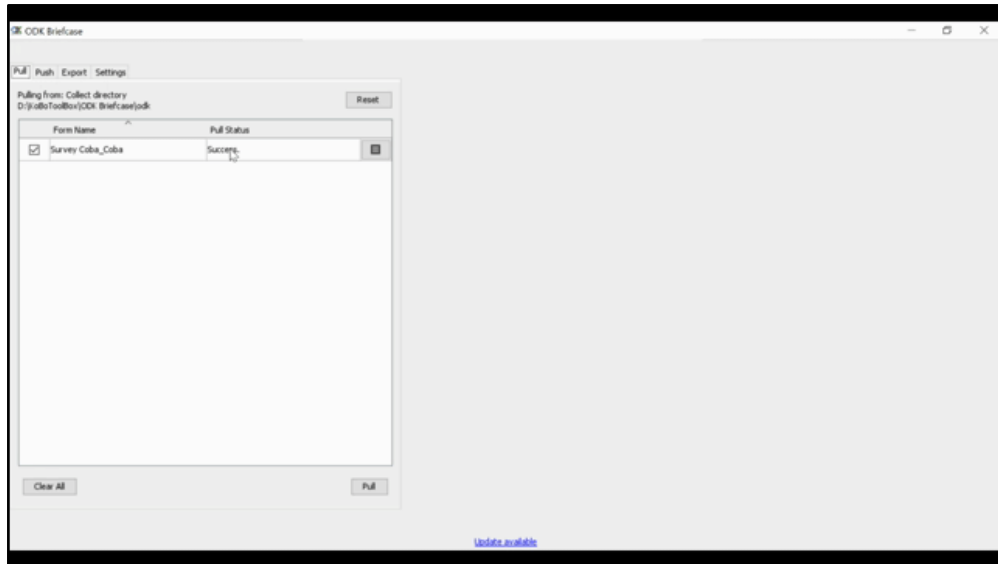 ODK Briefcase
Pull Push Export Settings
Pulling from: Collect directory
D:\KoBoToolBox\ODK Briefcase\odk
Reset
Form Name Pull Status
Survey Coba_Coba Success.
Clear All Pull
Update available